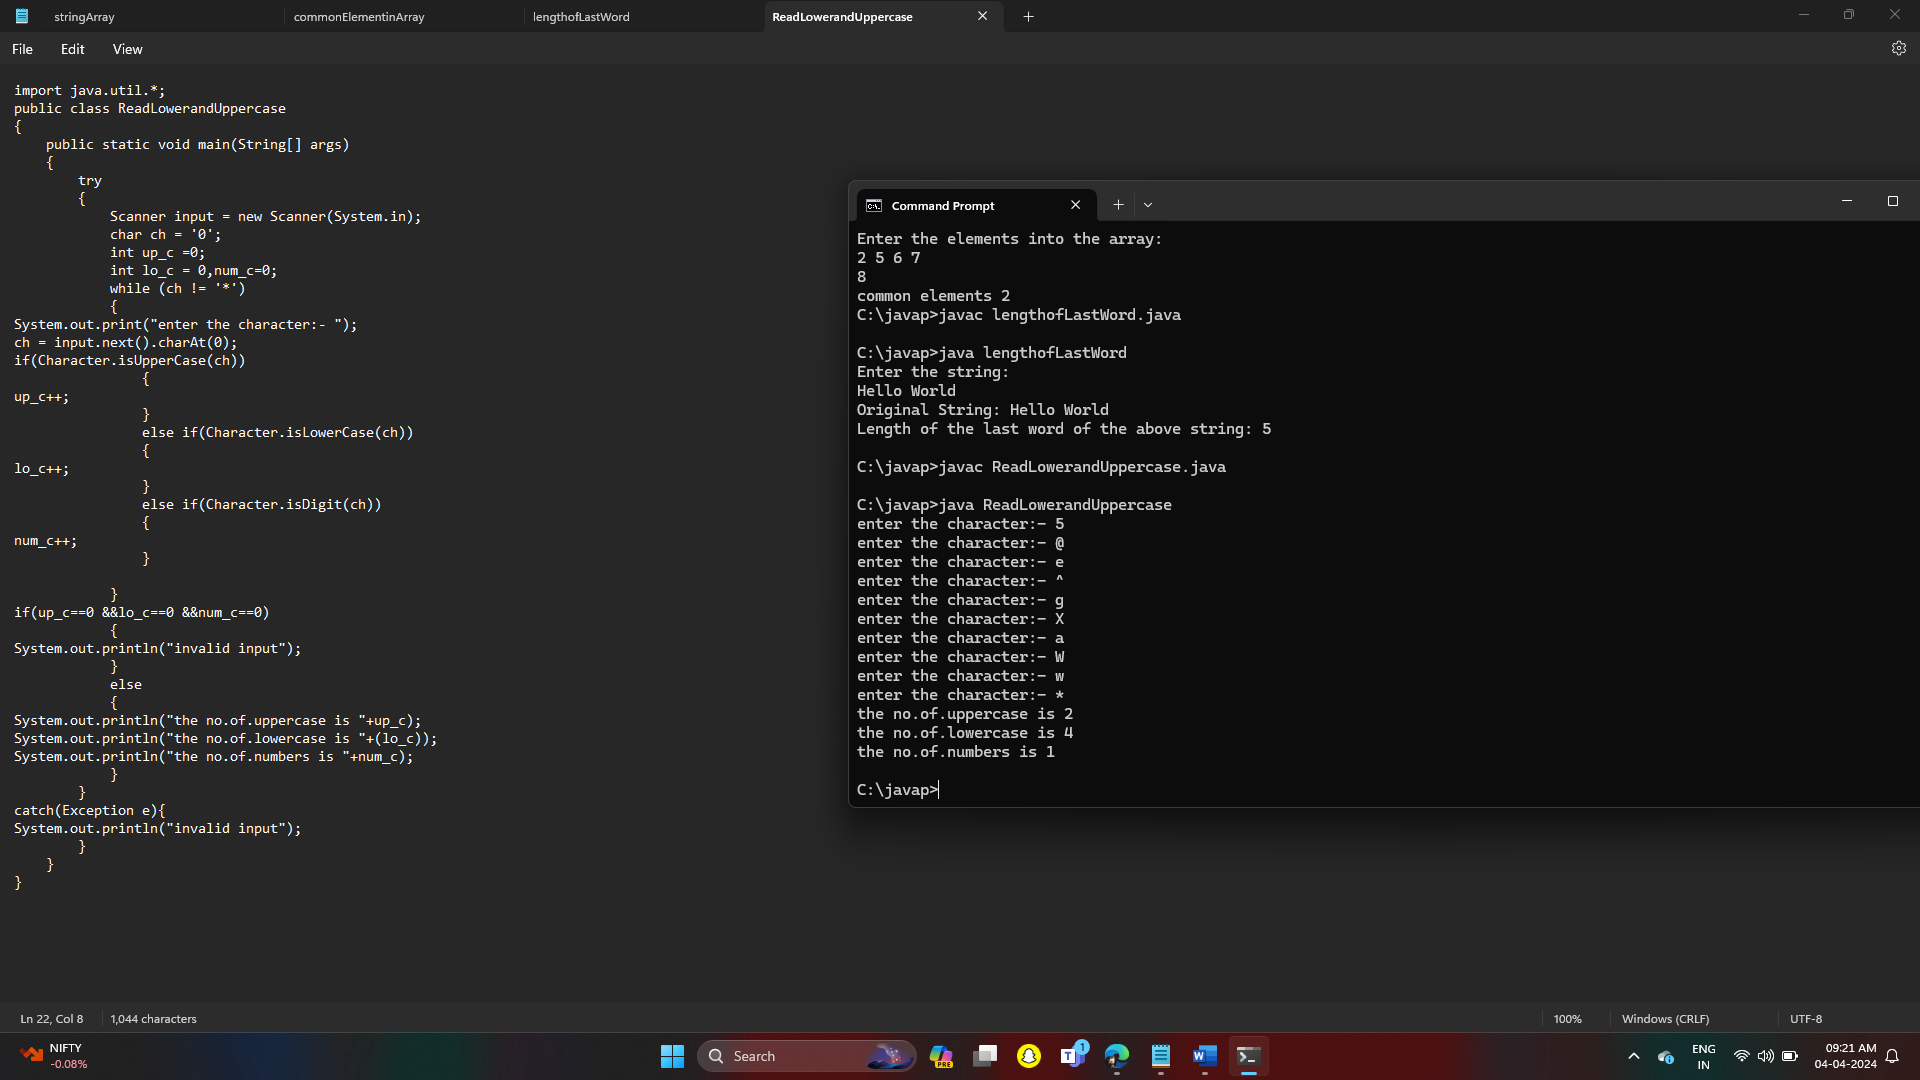 stringArray
commonElementinArray
lengthofLastWord
ReadLowerandUppercase
File
Edit
View
import java.util.*;
public class ReadLowerandUppercase
{
public static void main(String[] args)
{
try
{
Scanner input = new Scanner(System.in);
char ch = '0';
int up_c =0;
int lo_c = 0,num_c=0;
while (ch != '*')
{
System.out.print("enter the character:- ");
ch = input.next().charAt(0);
if(Character.isUpperCase(ch))
{
up_c++;
}
else if(Character.isLowerCase(ch))
{
lo_c++;
}
else if(Character.isDigit(ch))
{
num_c++;
}
}
if(up_c==0 &&lo_c==0 &&num_c==0)
{
System.out.println("invalid input");
}
else
{
System.out.println("the no.of.uppercase is "+up_c);
System.out.println("the no.of.lowercase is "+(lo_c));
System.out.println("the no.of.numbers is "+num_c);
}
}
catch(Exception e){
System.out.println("invalid input");
}
}
}
Command Prompt
Enter the elements into the array:
2 5 6 7
8
common elements 2
C:\javap>javac lengthofLastWord.java
C:\javap>java lengthofLastWord
Enter the string:
Hello World
Original String: Hello World
Length of the last word of the above string: 5
C:\javap>javac ReadLowerandUppercase.java
C:\javap>java ReadLowerandUppercase
enter the character:- 5
enter the character:- @
enter the character:- e
enter the character:- ^
enter the character:- g
enter the character:- X
enter the character:- a
enter the character:- W
enter the character:- w
enter the character:- *
the no.of.uppercase is 2
the no.of.lowercase is 4
the no.of.numbers is 1
C:\javap>
Ln 22, Col 8
1,044 characters
100%
Windows (CRLF)
UTF-8
NIFTY
-0.08%
Search
PRE
T
1
W
ENG
IN
09:21 AM
04-04-2024